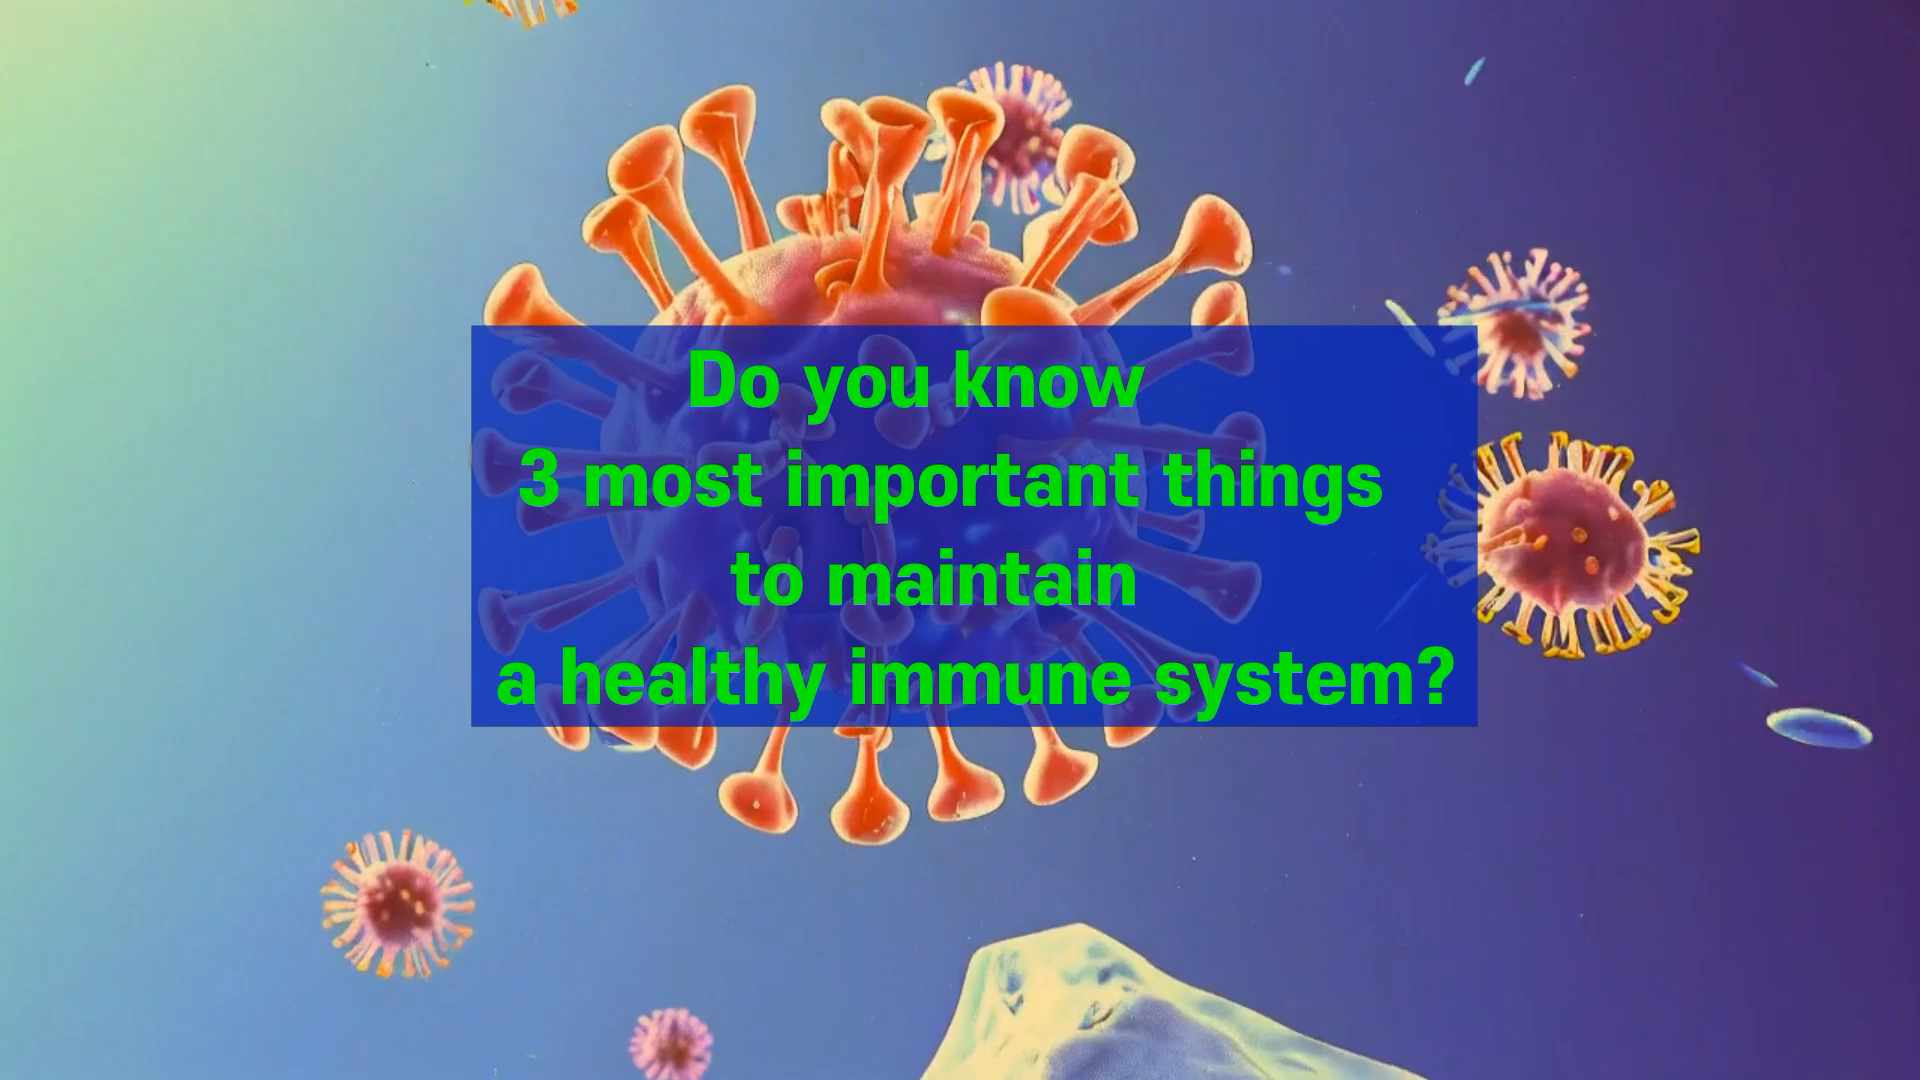 Do you know
3 most important things
to maintain
a healthy immune system?